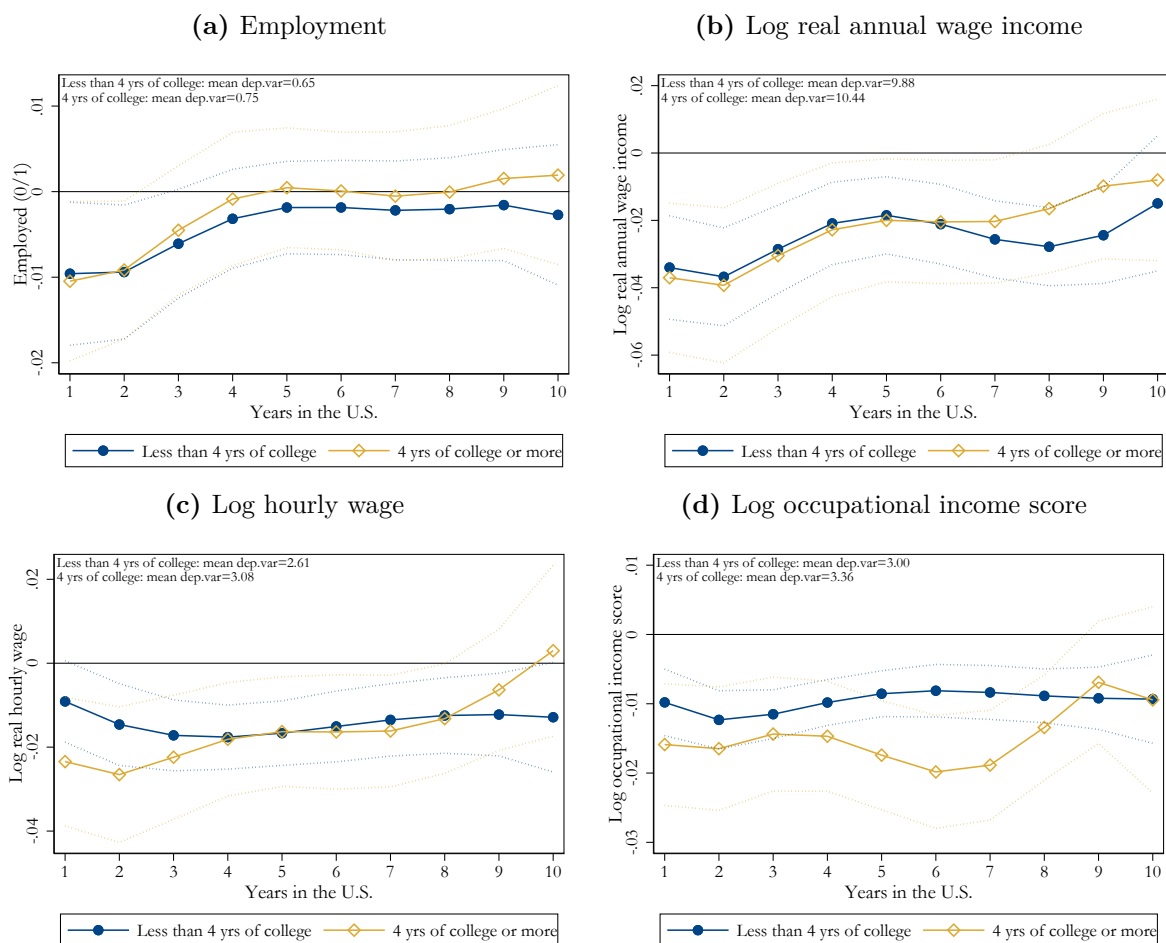 (a) Employment
Less than 4 yrs of college: mean dep.var=0.65
4 yrs of college: mean dep.var=0.75
Employed (0/1)
.01
0
-.01
-.02
1 2 3 4 5 6 7 8 9 10
Years in the U.S.
Less than 4 yrs of college 4 yrs of college or more
(b) Log real annual wage income
Less than 4 yrs of college: mean dep.var=9.88
4 yrs of college: mean dep.var=10.44
Log real annual wage income
.02
0
-.02
-.04
-.06
1 2 3 4 5 6 7 8 9 10
Years in the U.S.
Less than 4 yrs of college 4 yrs of college or more
(c) Log hourly wage
Less than 4 yrs of college: mean dep.var=2.61
4 yrs of college: mean dep.var=3.08
Log real hourly wage
.02
0
-.02
-.04
1 2 3 4 5 6 7 8 9 10
Years in the U.S.
Less than 4 yrs of college 4 yrs of college or more
(d) Log occupational income score
Less than 4 yrs of college: mean dep.var=3.00
4 yrs of college: mean dep.var=3.36
Log occupational income score
.01
0
-.01
-.02
-.03
1 2 3 4 5 6 7 8 9 10
Years in the U.S.
Less than 4 yrs of college 4 yrs of college or more